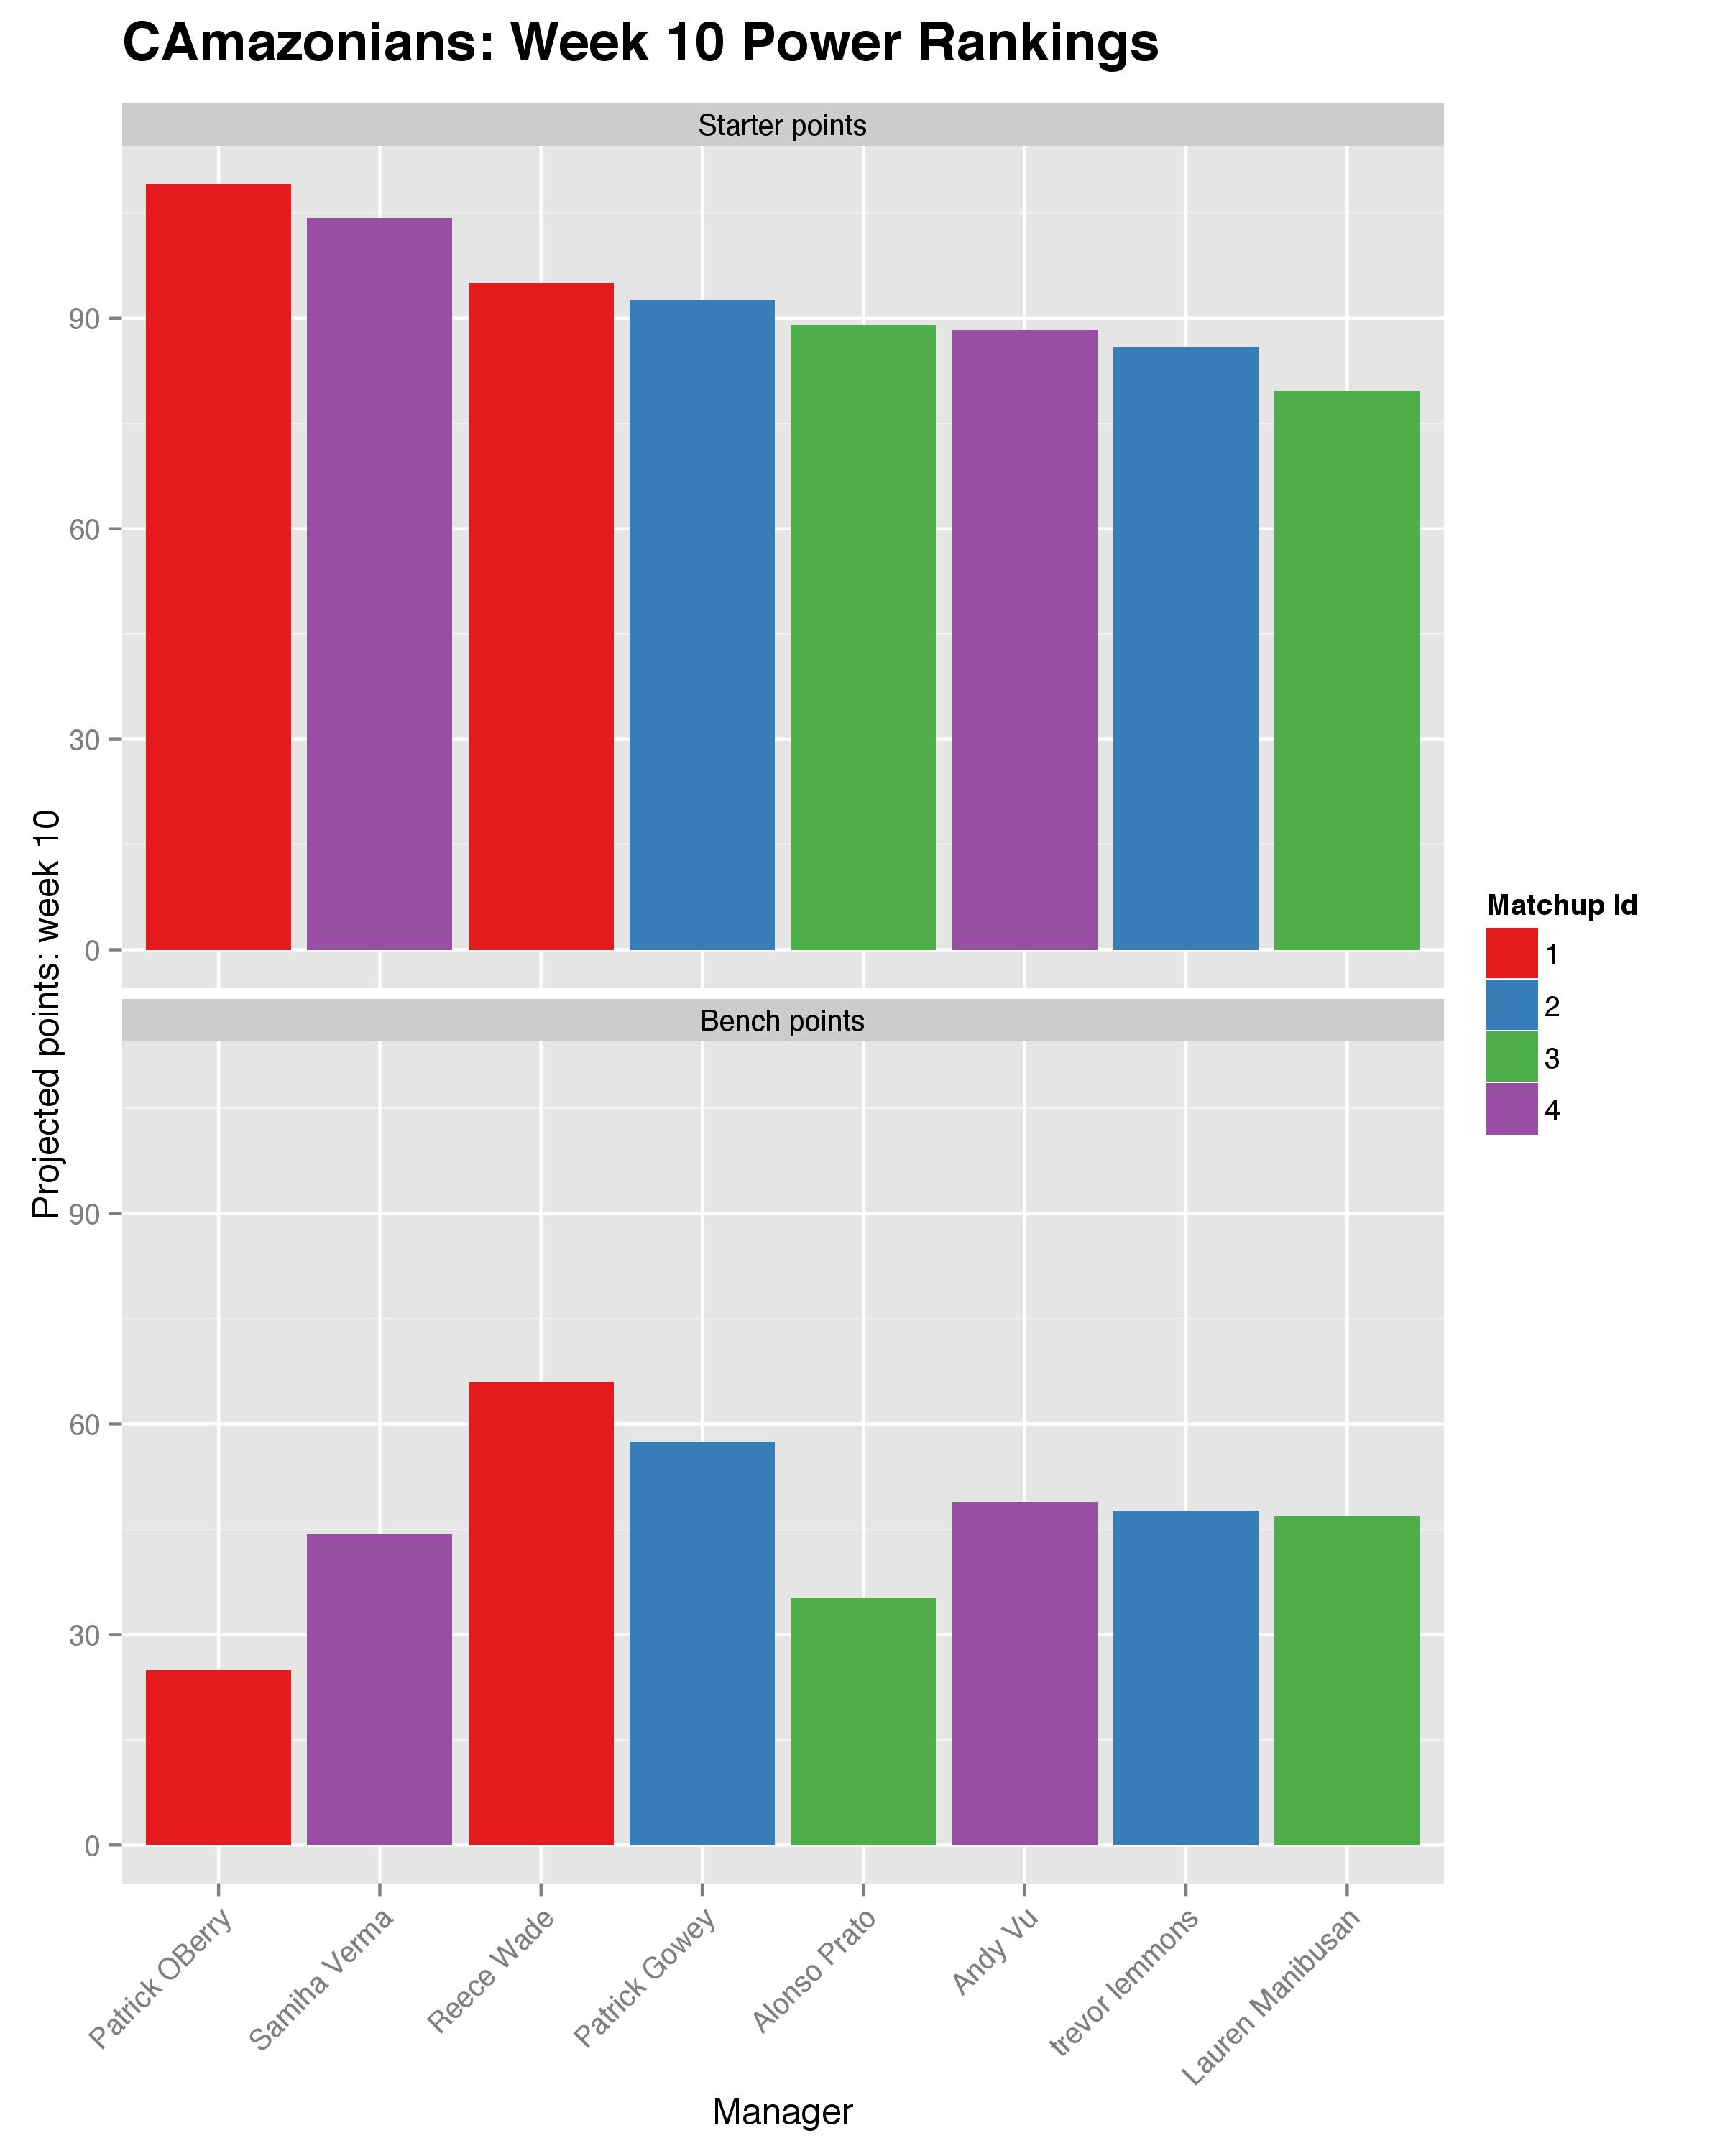 CAmazonians: Week 10 Power Rankings
Starter points
90
60
30
0
Bench points
90
60
30
0
Projected points: week 10
Patrick OBerry
Samiha Verma
Reece Wade
Patrick Gowey
Alonso Prato
Andy Vu
trevor lemmons
Lauren Manibusan
Manager
Matchup Id
1
2
3
4